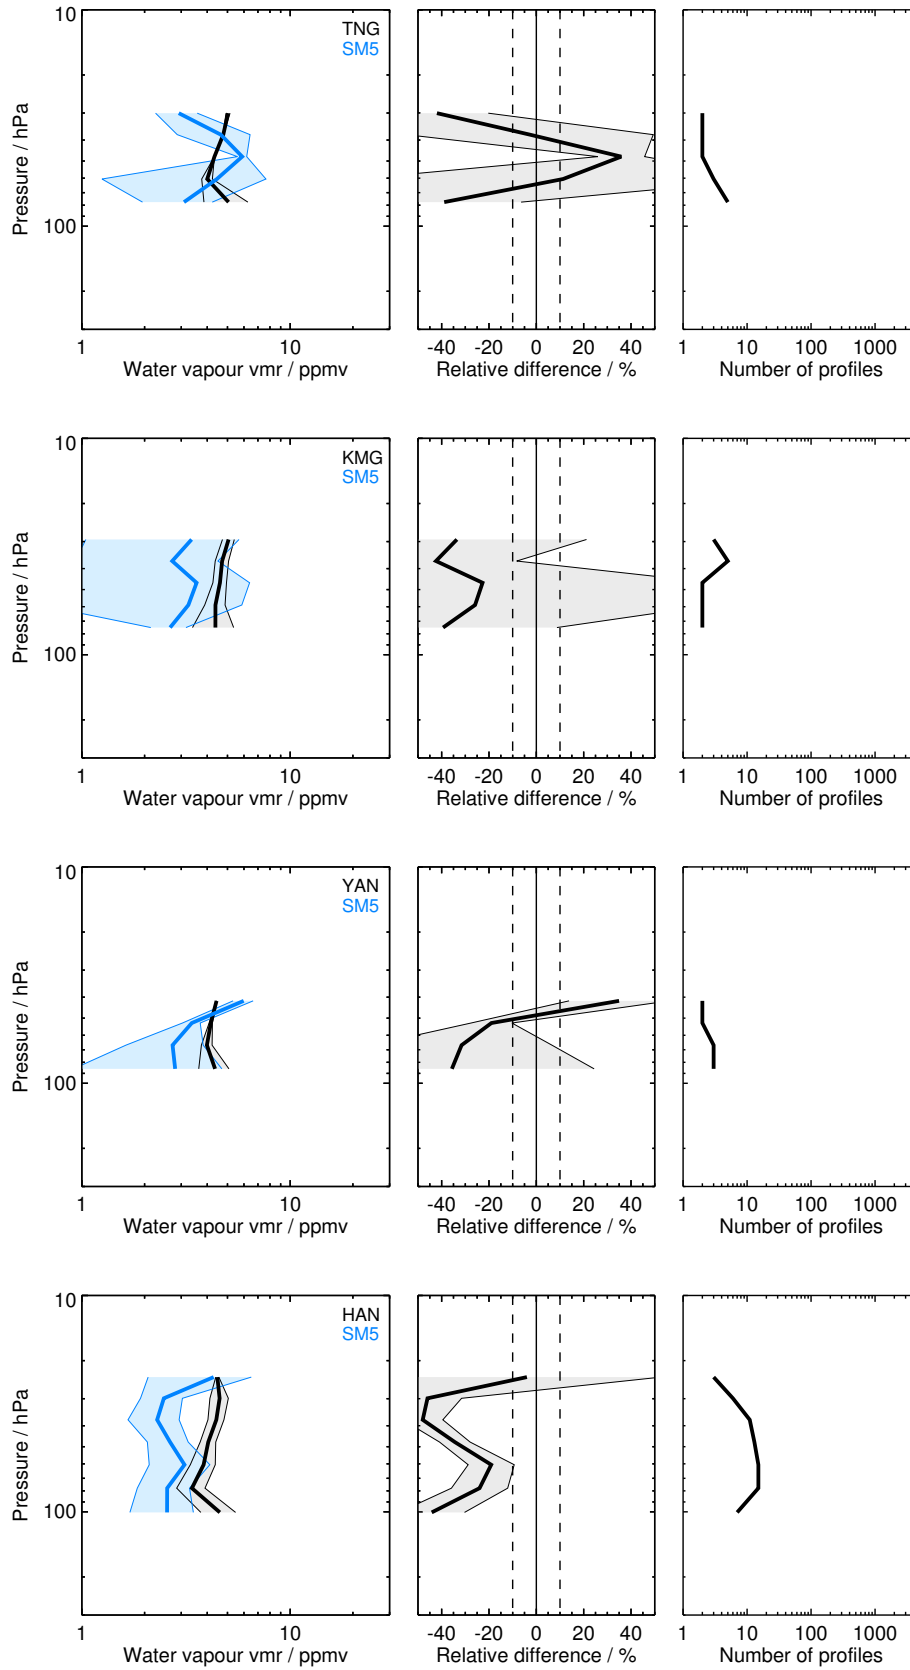 10
TNG
SM5
100
Pressure / hPa
1 10
-40 -20 0 20 40
1 10 100 1000
Water vapour vmr / ppmv
Relative difference / %
Number of profiles
10
KMG
SM5
100
Pressure / hPa
1 10
-40 -20 0 20 40
1 10 100 1000
Water vapour vmr / ppmv
Relative difference / %
Number of profiles
10
YAN
SM5
100
Pressure / hPa
1 10
-40 -20 0 20 40
1 10 100 1000
Water vapour vmr / ppmv
Relative difference / %
Number of profiles
10
HAN
SM5
100
Pressure / hPa
1 10
-40 -20 0 20 40
1 10 100 1000
Water vapour vmr / ppmv
Relative difference / %
Number of profiles